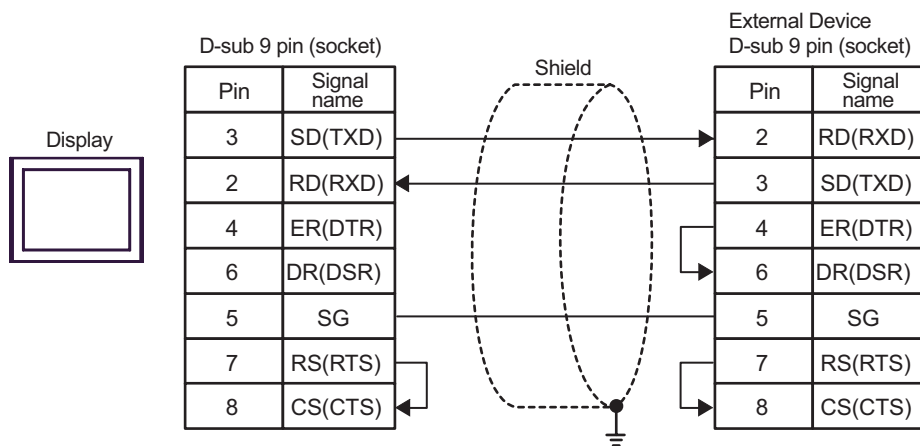 External Device
D-sub 9 pin (socket)
D-sub 9 pin (socket)
Shield
Display
Pin Signal name
3 SD(TXD)
2 RD(RXD)
4 ER(DTR)
6 DR(DSR)
5 SG
7 RS(RTS)
8 CS(CTS)
Pin Signal name
2 RD(RXD)
3 SD(TXD)
4 ER(DTR)
6 DR(DSR)
5 SG
7 RS(RTS)
8 CS(CTS)